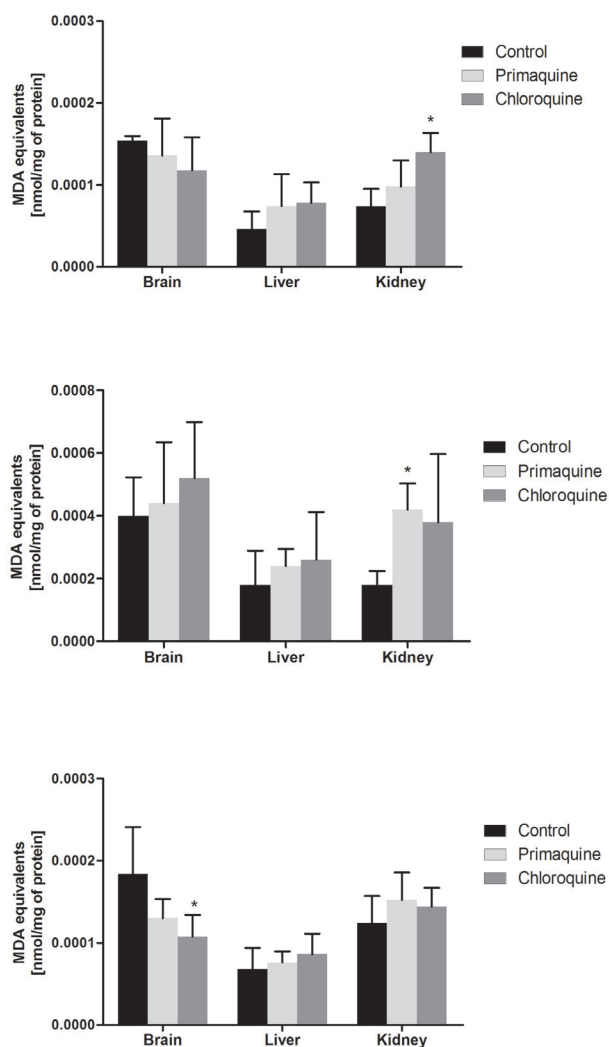 MDA equivalents
[nmol/mg of protein]
0.0003
0.0002
0.0001
0.0000
*
Brain
Liver
Kidney
Control
Primaquine
Chloroquine
MDA equivalents
[nmol/mg of protein]
0.0008
0.0006
0.0004
0.0002
0.0000
*
Brain
Liver
Kidney
Control
Primaquine
Chloroquine
MDA equivalents
[nmol/mg of protein]
0.0003
0.0002
0.0001
0.0000
*
Brain
Liver
Kidney
Control
Primaquine
Chloroquine